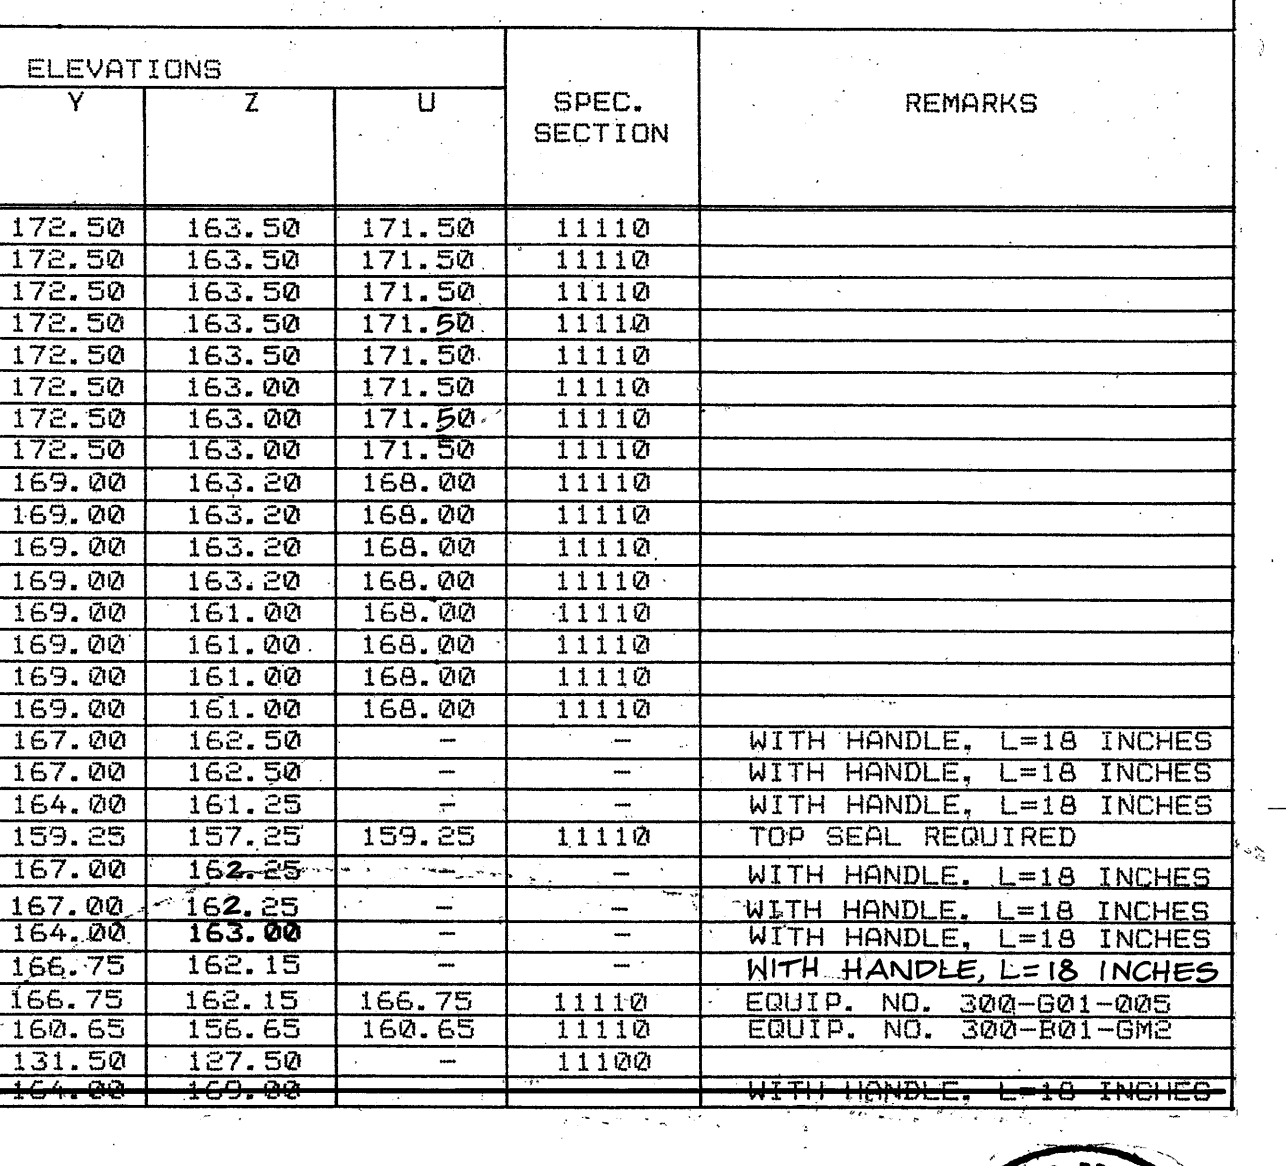 ELEVATIONS
Y Z U SPEC. SECTION REMARKS
172.50 163.50 171.50 11110
172.50 163.50 171.50 11110
172.50 163.50 171.50 11110
172.50 163.50 171.50 11110
172.50 163.50 171.50 11110
172.50 163.00 171.50 11110
172.50 163.00 171.50 11110
172.50 163.00 171.50 11110
169.00 163.20 168.00 11110
169.00 163.20 168.00 11110
169.00 163.20 168.00 11110
169.00 163.20 168.00 11110
169.00 161.00 168.00 11110
169.00 161.00 168.00 11110
169.00 161.00 168.00 11110
169.00 161.00 168.00 11110
167.00 162.50 – – WITH HANDLE, L=18 INCHES
167.00 162.50 – – WITH HANDLE, L=18 INCHES
164.00 161.25 – – WITH HANDLE, L=18 INCHES
159.25 157.25 159.25 11110 TOP SEAL REQUIRED
167.00 162.25 – – WITH HANDLE, L=18 INCHES
167.00 162.25 – – WITH HANDLE, L=18 INCHES
164.00 163.00 – – WITH HANDLE, L=18 INCHES
166.75 162.15 – – WITH HANDLE, L=18 INCHES
166.75 162.15 166.75 11110 EQUIP. NO. 300-G01-005
160.65 156.65 160.65 11110 EQUIP. NO. 300-B01-GM2
131.50 127.50 – 11100
164.00 169.00 WITH HANDLE, L=18 INCHES